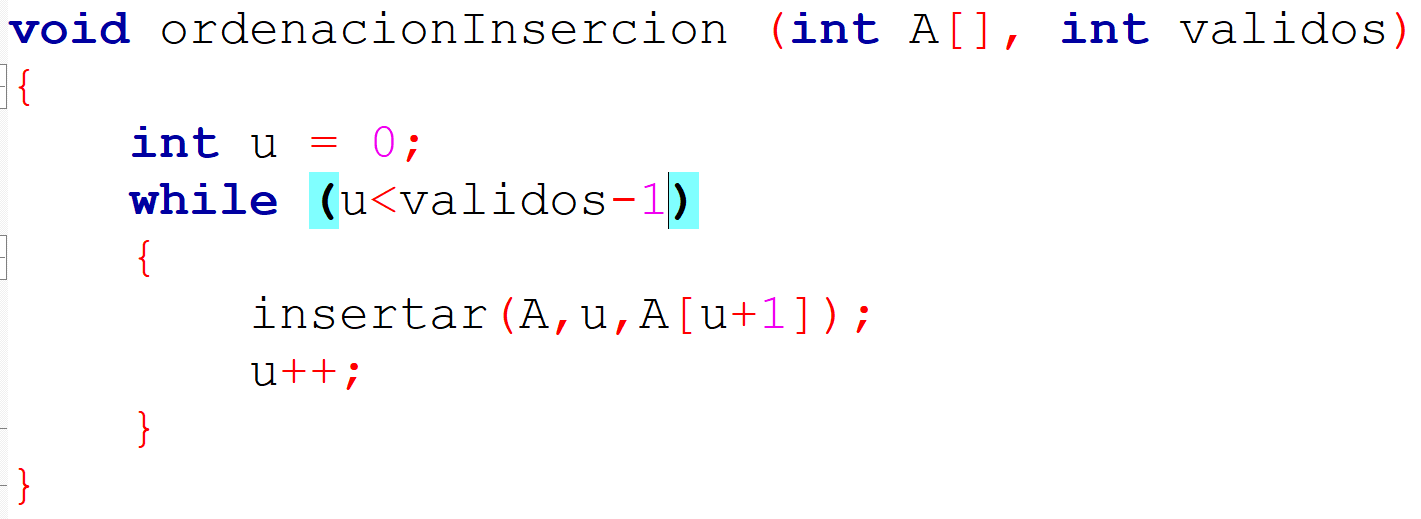 void ordenacionInsercion (int A[], int validos)
{
    int u = 0;
    while (u<validos-1)
    {
        insertar(A,u,A[u+1]);
        u++;
    }
}